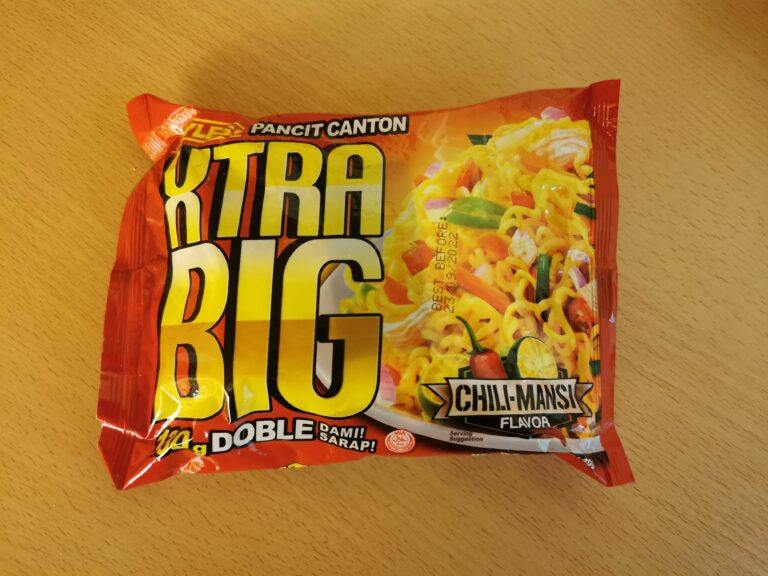 PANCIT CANTON
XTRA
BIG
DOBLE DAMI!
SARAP!
BEST BEFORE:
23/09/2022
CHILI-MANSI
FLAVOR
Serving
Suggestion